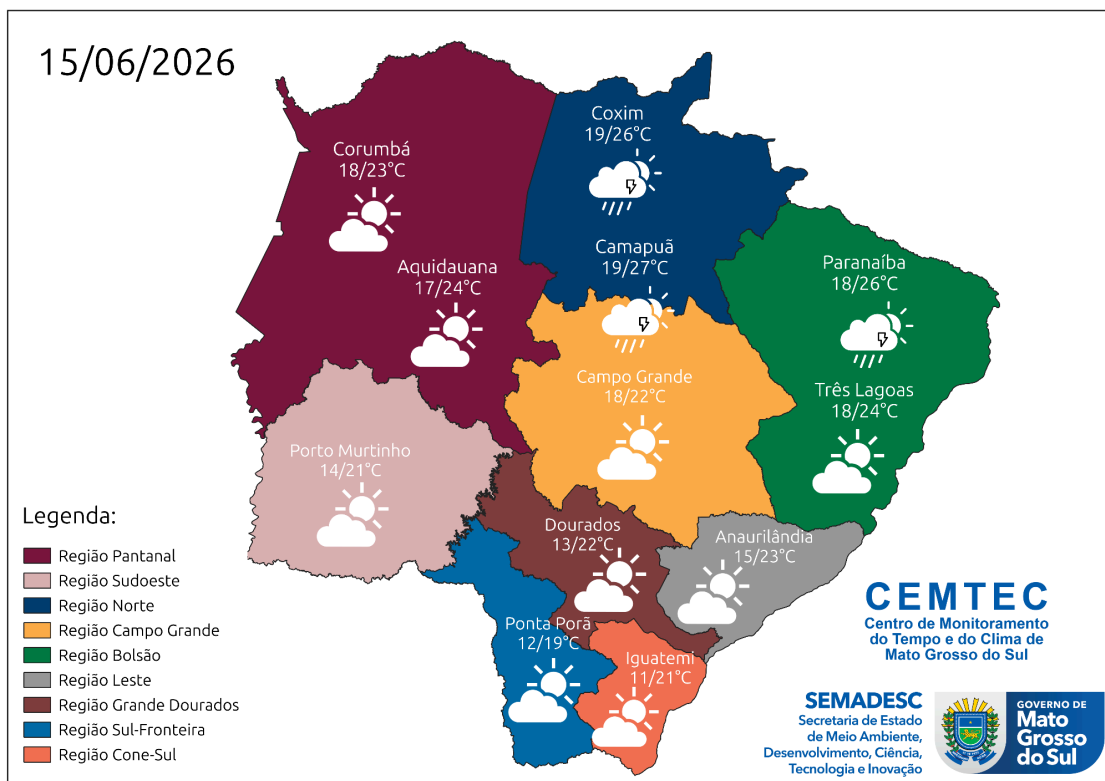 15/06/2026
Coxim
19/26°C
Corumbá
18/23°C
Camapuã
19/27°C
Aquidauana
17/24°C
Paranaíba
18/26°C
Campo Grande
18/22°C
Três Lagoas
18/24°C
Porto Murtinho
14/21°C
Dourados
13/22°C
Anaurilândia
15/23°C
Ponta Porã
12/19°C
Iguatemi
11/21°C
Legenda:
Região Pantanal
Região Sudoeste
Região Norte
Região Campo Grande
Região Bolsão
Região Leste
Região Grande Dourados
Região Sul-Fronteira
Região Cone-Sul
CEMTEC
Centro de Monitoramento
do Tempo e do Clima de
Mato Grosso do Sul
SEMADESC
Secretaria de Estado
de Meio Ambiente,
Desenvolvimento, Ciência,
Tecnologia e Inovação
GOVERNO DE
Mato
Grosso
do Sul